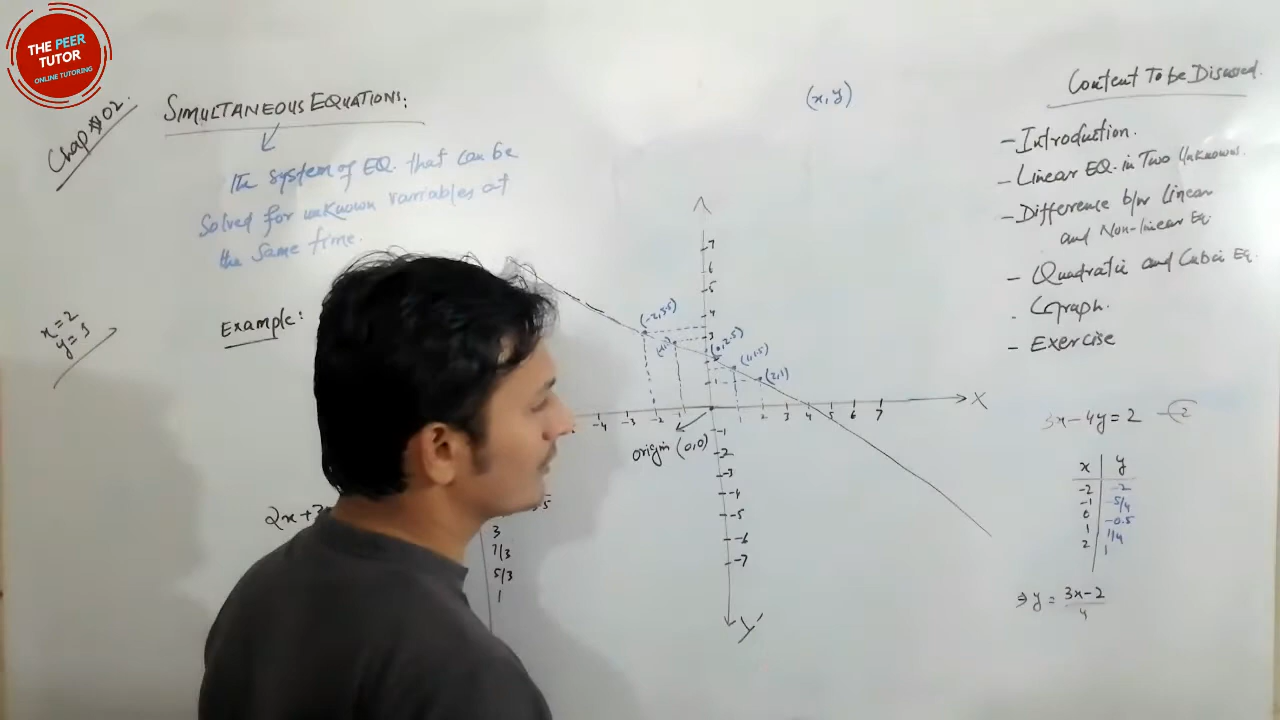 THE PEER
TUTOR
ONLINE TUTORING
Chap 02.
SIMULTANEOUS EQUATIONS:
The system of EQ. that can be
Solved for unknown variables at
the Same time.
x=2
y=
Example:
2x+3
5
3
7/3
5/3
1
(x,y)
7
6
5
4
3
1
(-2,3.5)
(0,2.5)
(2,1)
-4 -3 -2 -1 1 2 3 4 5 6 7 X
origin (0,0)
-1
-2
-3
-4
-5
-6
-7
Y'
Content To be Discussed.
- Introduction.
- Linear EQ. in Two Unknowns.
- Difference b/w Linear
and Non-linear Eq.
- Quadratic and Cubic Eq.
. Graph.
- Exercise
3x-4y=2 -(2
x y
-2 -2
-1 -5/4
0 -0.5
1 1/4
2 1
⇒ y = 3x-2
4